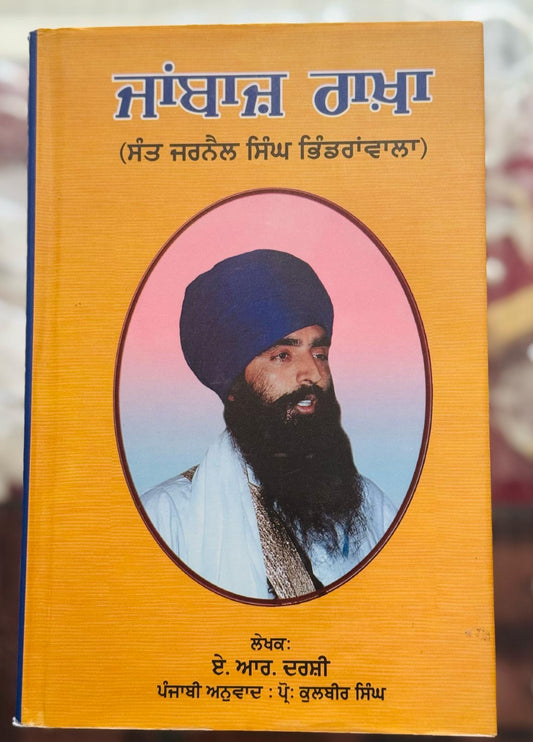 ਜਾਂਬਾਜ਼ ਰਾਖ਼ਾ
(ਸੰਤ ਜਰਨੈਲ ਸਿੰਘ ਭਿੰਡਰਾਂਵਾਲਾ)
ਲੇਖਕ:
ਏ. ਆਰ. ਦਰਸ਼ੀ
ਪੰਜਾਬੀ ਅਨੁਵਾਦ : ਪ੍ਰੋ: ਕੁਲਬੀਰ ਸਿੰਘ